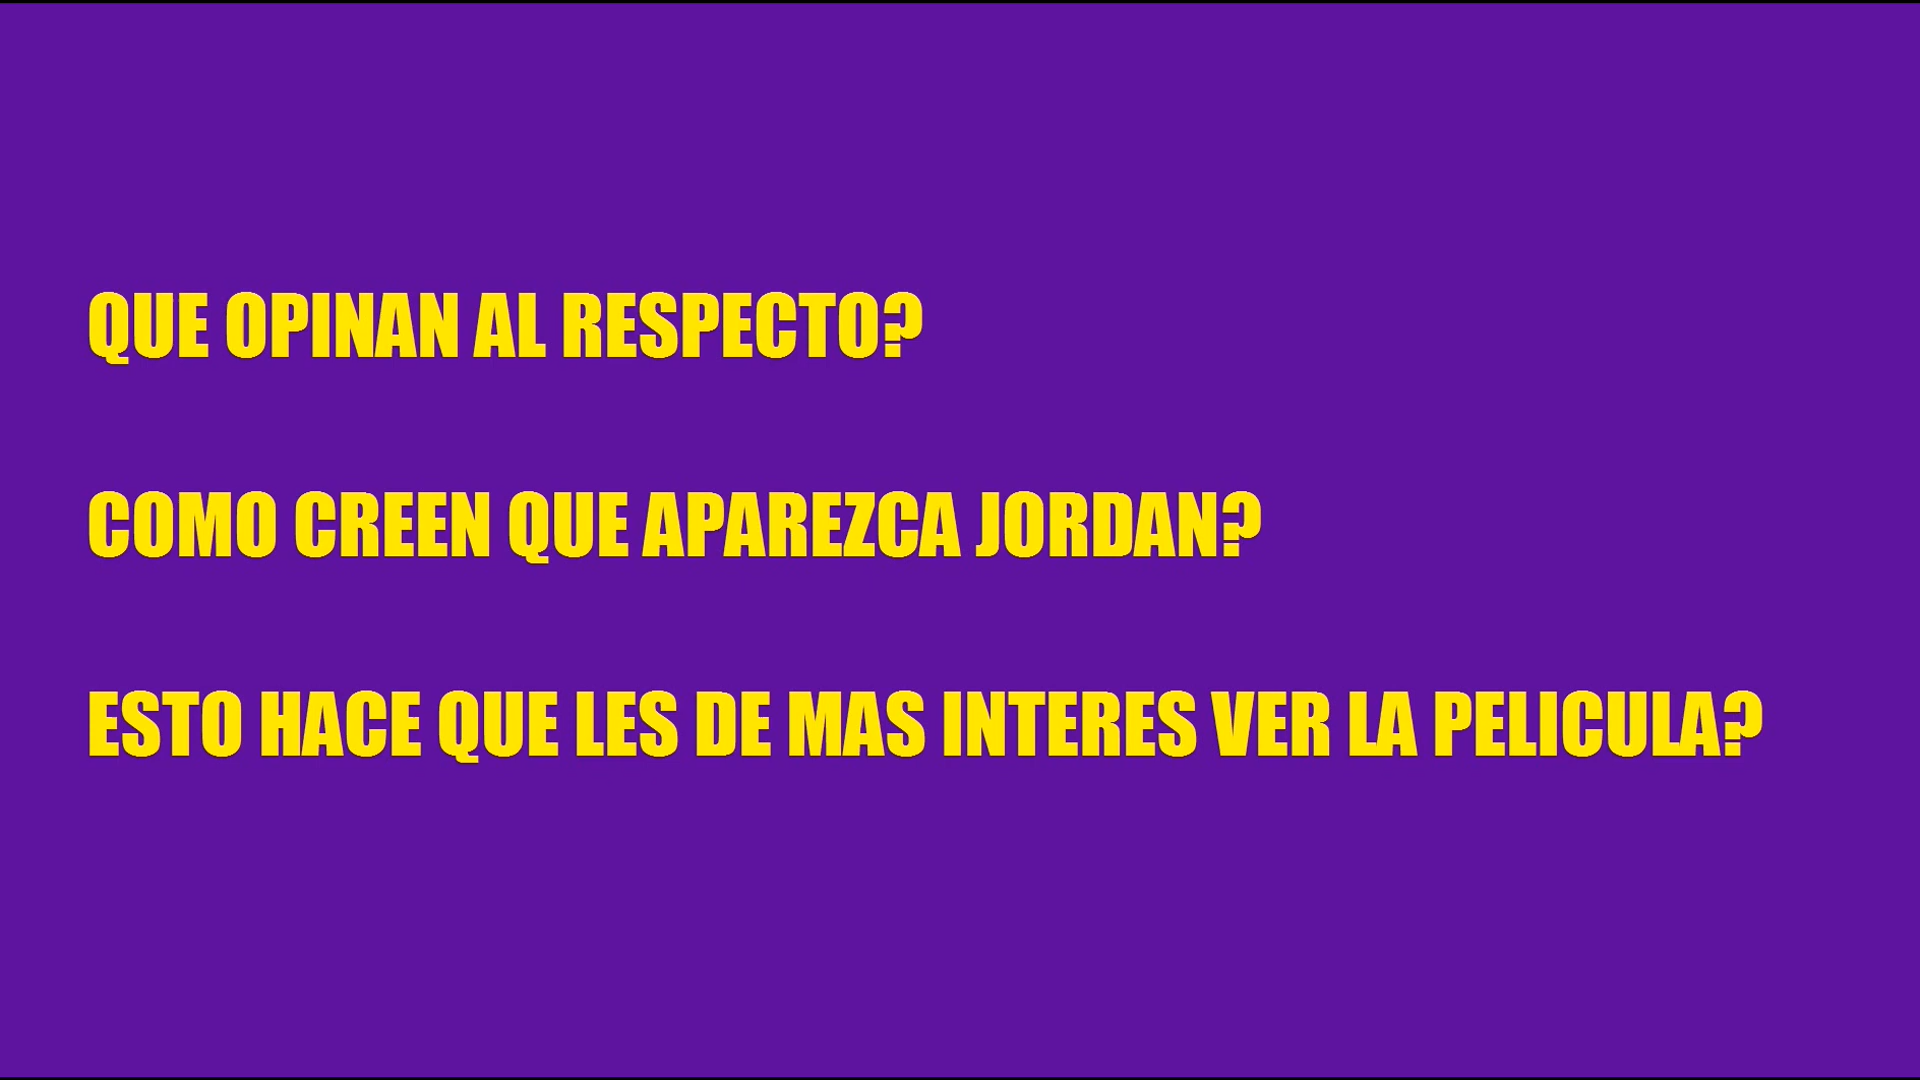 QUE OPINAN AL RESPECTO?
COMO CREEN QUE APAREZCA JORDAN?
ESTO HACE QUE LES DE MAS INTERES VER LA PELICULA?